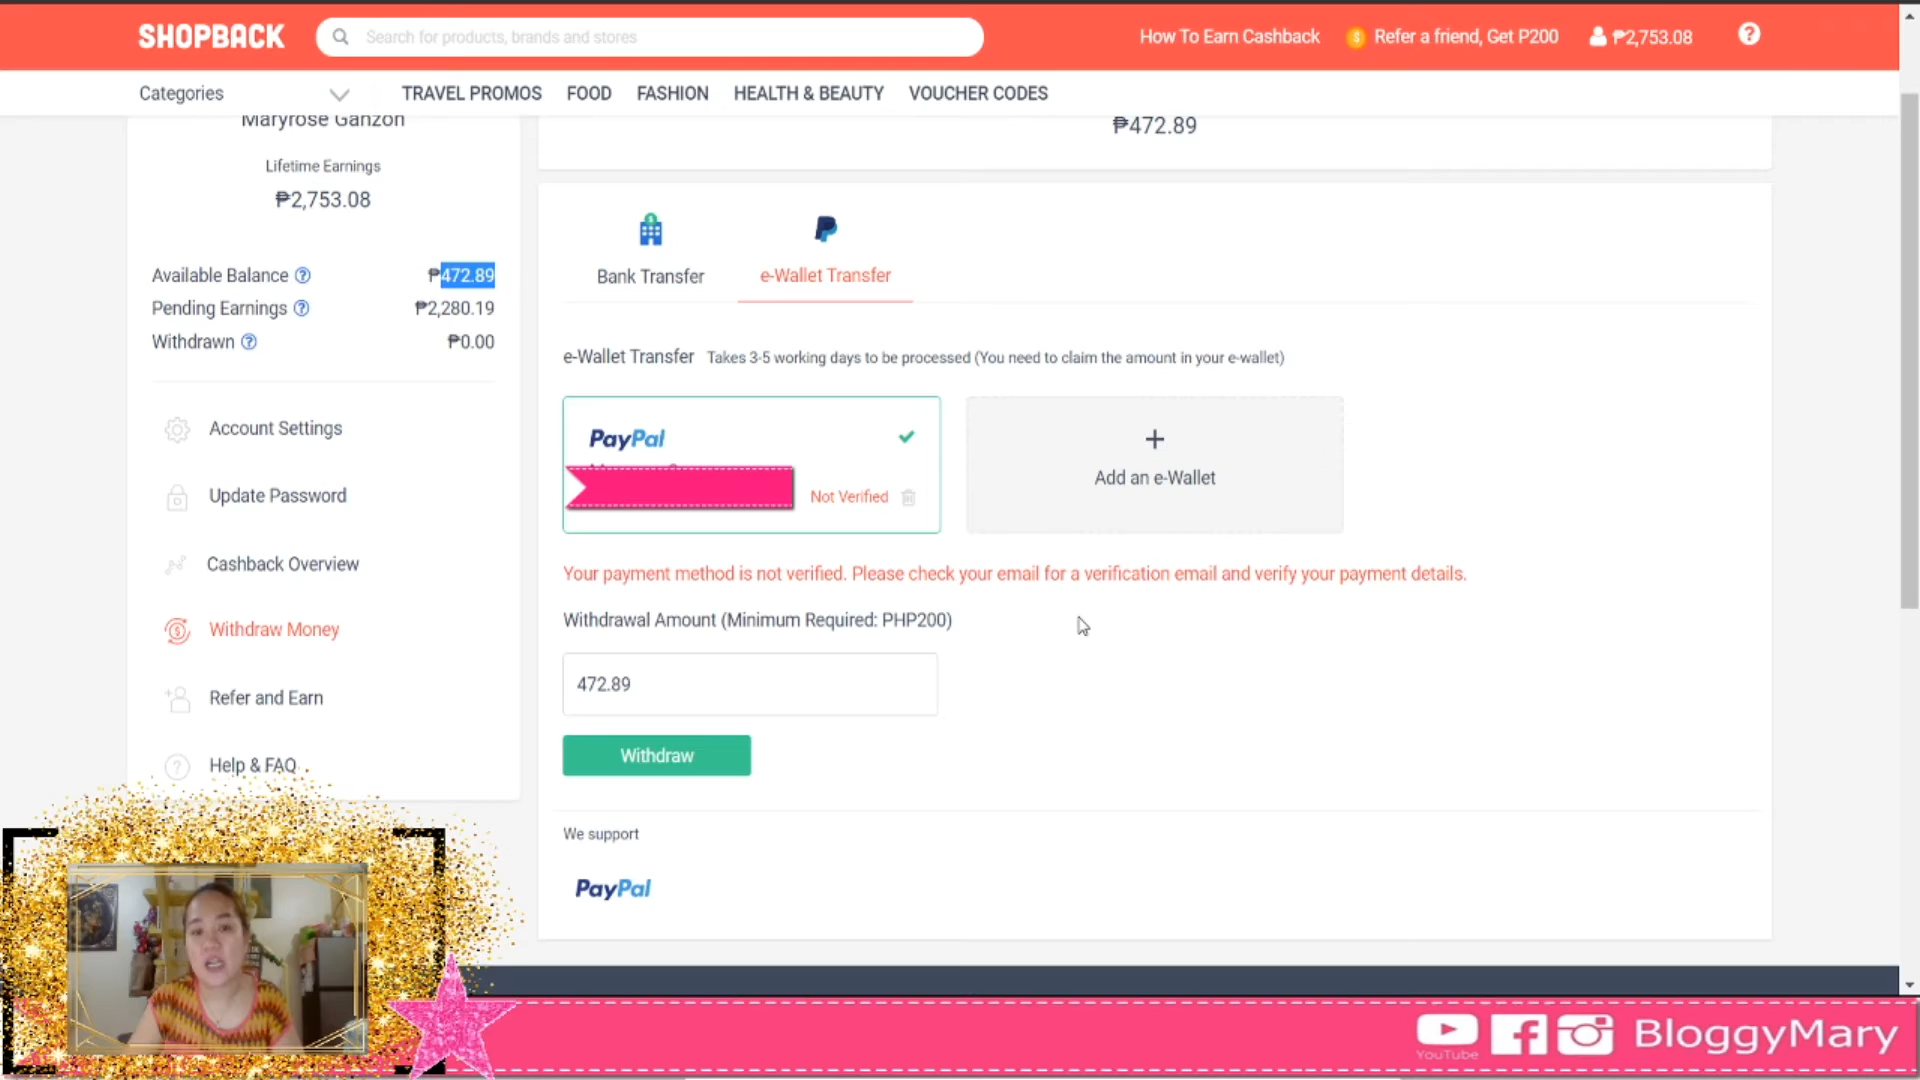 SHOPBACK
Search for products, brands and stores
How To Earn Cashback
Refer a friend, Get P200
₱2,753.08
?
Categories
TRAVEL PROMOS
FOOD
FASHION
HEALTH & BEAUTY
VOUCHER CODES
Maryrose Ganzon
Lifetime Earnings
₱2,753.08
Available Balance ? ₱472.89
Pending Earnings ? ₱2,280.19
Withdrawn ? ₱0.00
Account Settings
Update Password
Cashback Overview
Withdraw Money
Refer and Earn
Help & FAQ
₱472.89
Bank Transfer
e-Wallet Transfer
e-Wallet Transfer Takes 3-5 working days to be processed (You need to claim the amount in your e-wallet)
PayPal
Not Verified
+
Add an e-Wallet
Your payment method is not verified. Please check your email for a verification email and verify your payment details.
Withdrawal Amount (Minimum Required: PHP200)
472.89
Withdraw
We support
PayPal
YouTube
BloggyMary